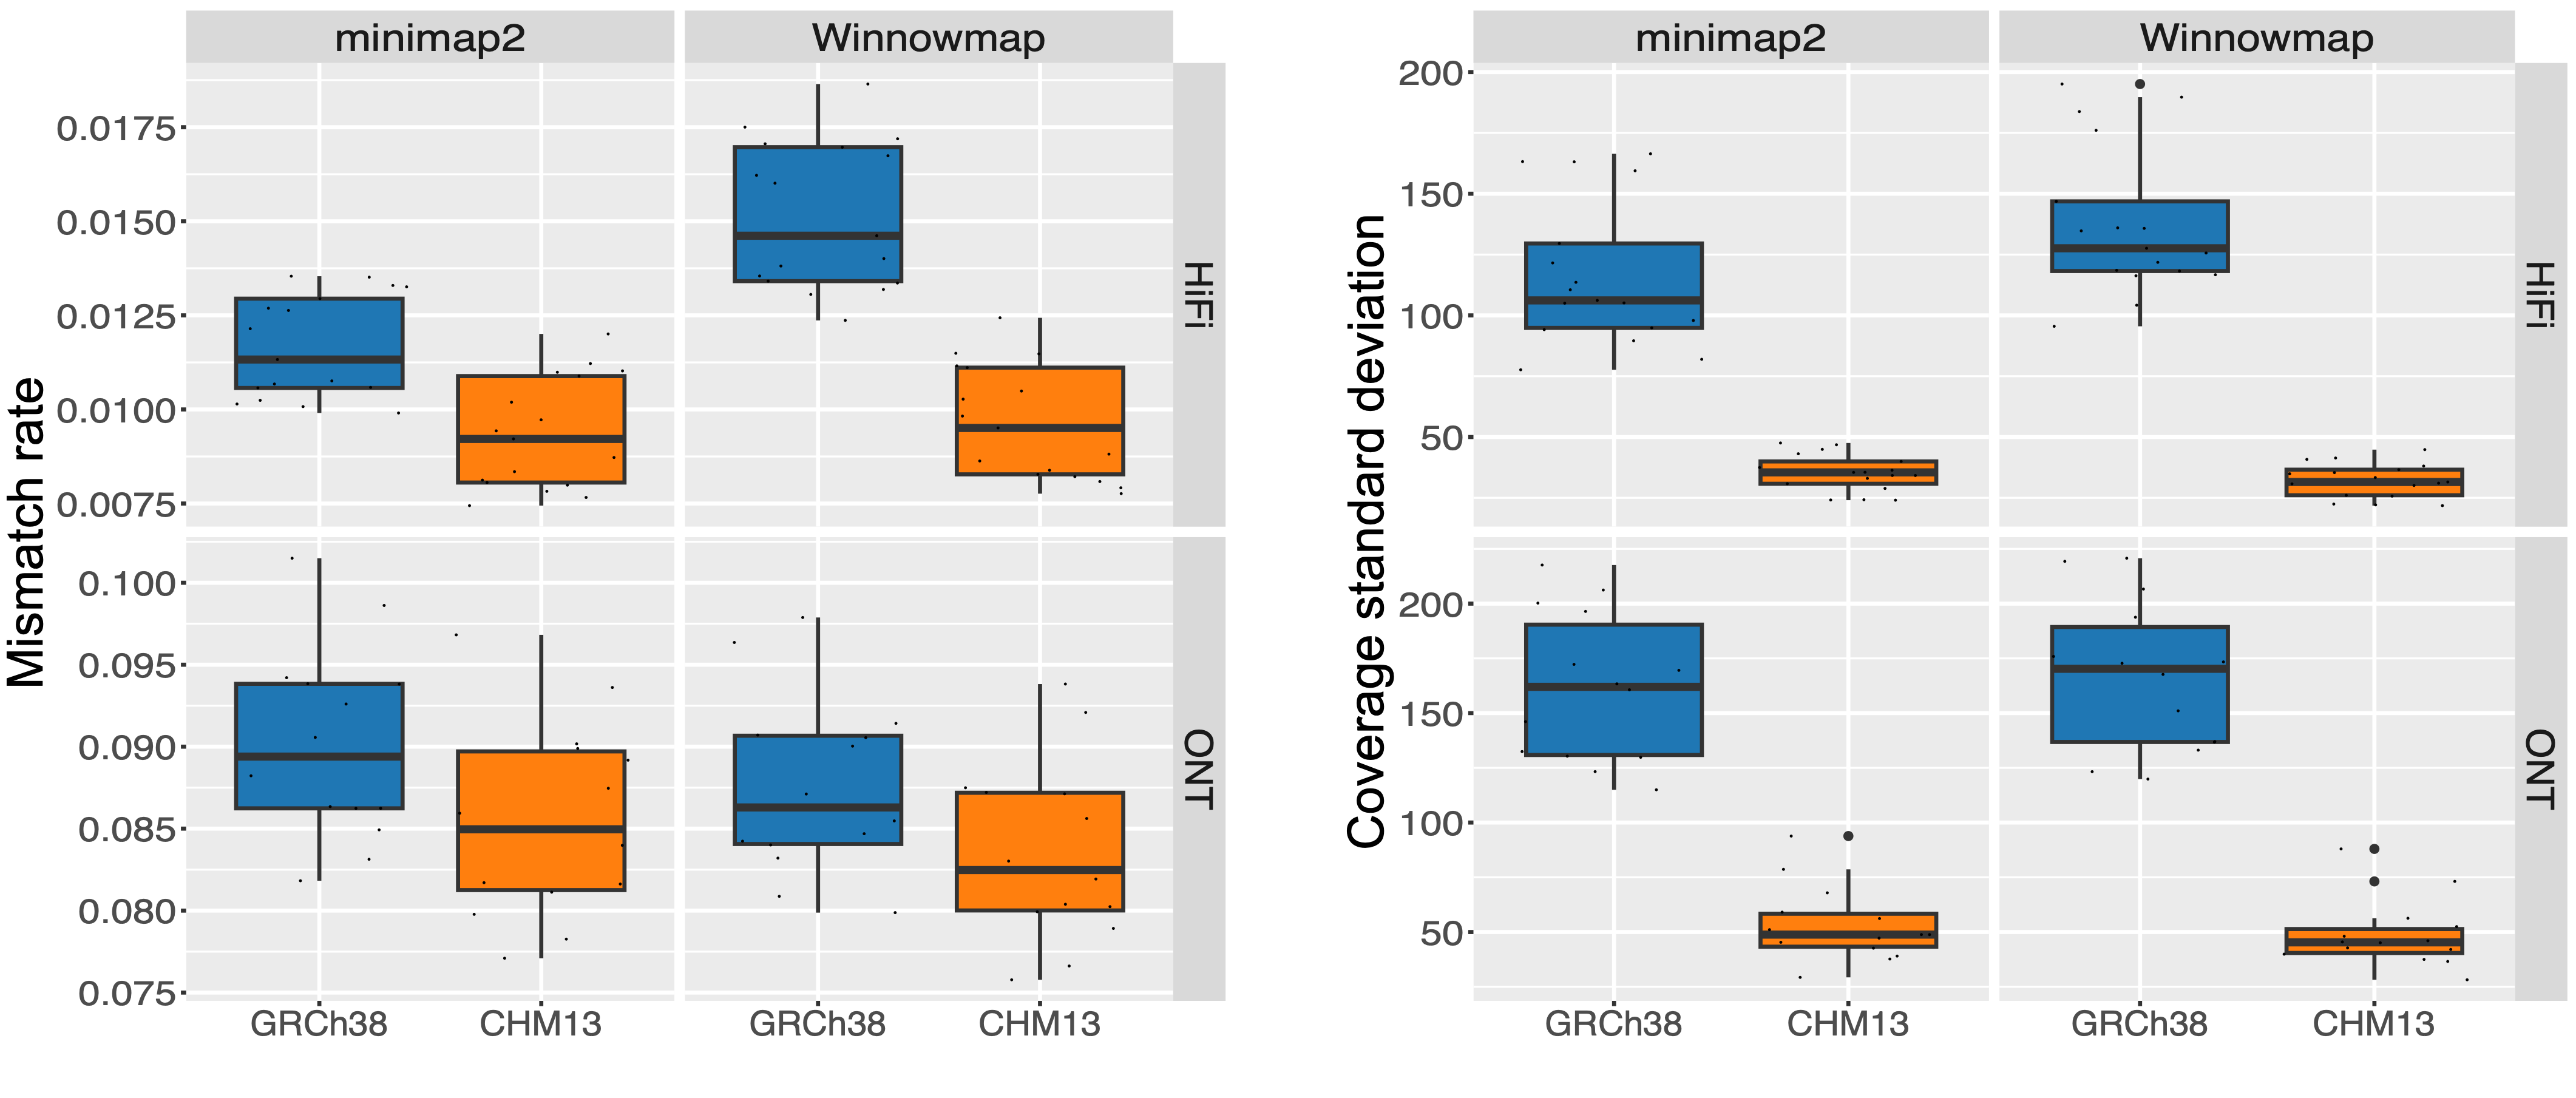 minimap2
Winnowmap
Mismatch rate
0.0175
0.0150
0.0125
0.0100
0.0075
HiFi
0.100
0.095
0.090
0.085
0.080
0.075
ONT
GRCh38
CHM13
GRCh38
CHM13
minimap2
Winnowmap
Coverage standard deviation
200
150
100
50
HiFi
200
150
100
50
ONT
GRCh38
CHM13
GRCh38
CHM13